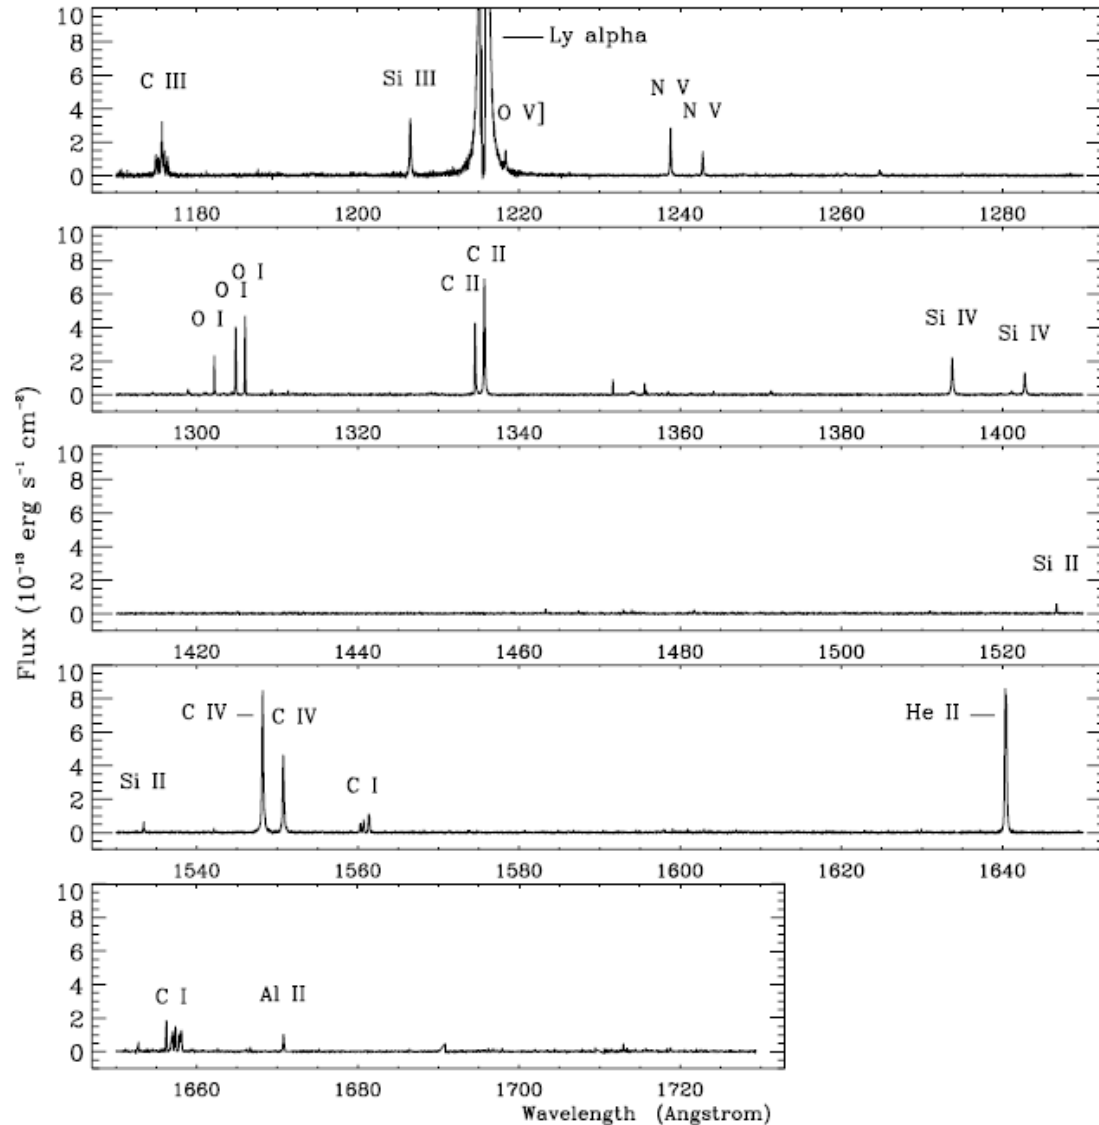 10
8
6
4
2
0
Ly alpha
C III
Si III
O V]
N V
N V
1180 1200 1220 1240 1260 1280
10
8
6
4
2
0
O I
O I
O I
C II
C II
Si IV
Si IV
1300 1320 1340 1360 1380 1400
10
8
6
4
2
0
Si II
1420 1440 1460 1480 1500 1520
8
6
4
2
0
Si II
C IV
C IV
C I
He II
1540 1560 1580 1600 1620 1640
10
8
6
4
2
0
C I
Al II
1660 1680 1700 1720
Wavelength (Angstrom)
Flux (10⁻¹³ erg s⁻¹ cm⁻²)